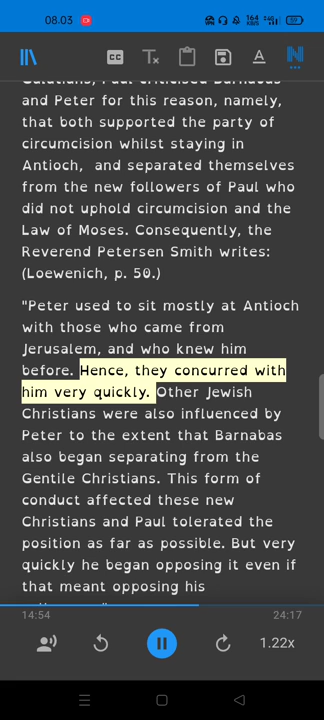 08.03
CC
A
N
Galatians, Paul criticised Barnabas
and Peter for this reason, namely,
that both supported the party of
circumcision whilst staying in
Antioch, and separated themselves
from the new followers of Paul who
did not uphold circumcision and the
Law of Moses. Consequently, the
Reverend Petersen Smith writes:
(Loewenich, p. 50.)
"Peter used to sit mostly at Antioch
with those who came from
Jerusalem, and who knew him
before. Hence, they concurred with
him very quickly. Other Jewish
Christians were also influenced by
Peter to the extent that Barnabas
also began separating from the
Gentile Christians. This form of
conduct affected these new
Christians and Paul tolerated the
position as far as possible. But very
quickly he began opposing it even if
that meant opposing his
14:54
24:17
1.22x